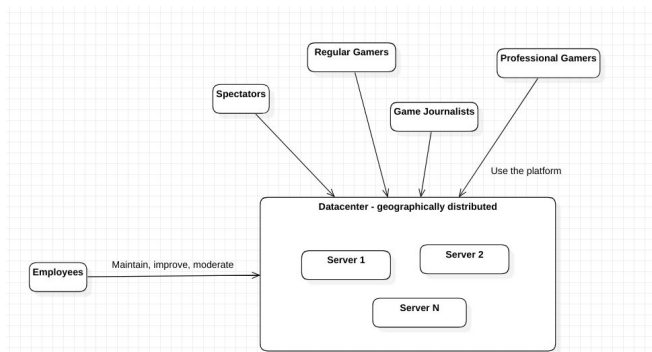 Regular Gamers
Professional Gamers
Spectators
Game Journalists
Use the platform
Datacenter - geographically distributed
Server 1
Server 2
Server N
Employees
Maintain, improve, moderate